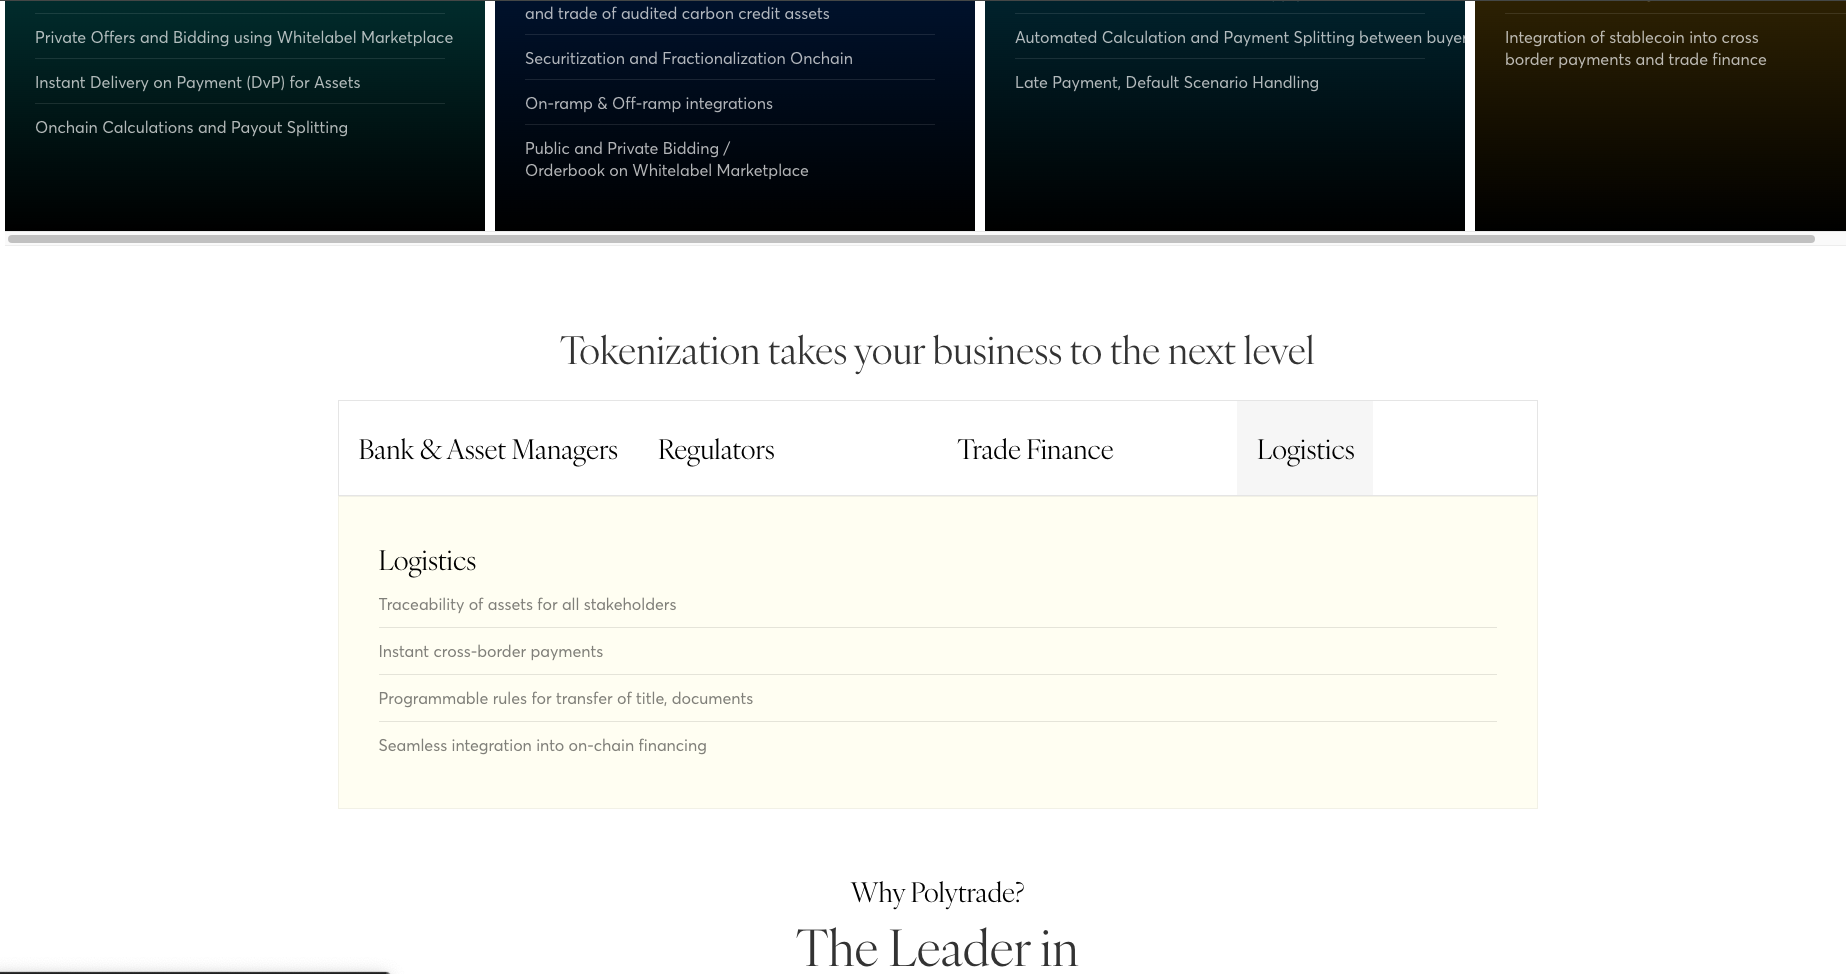 Private Offers and Bidding using Whitelabel Marketplace
Instant Delivery on Payment (DvP) for Assets
Onchain Calculations and Payout Splitting
and trade of audited carbon credit assets
Securitization and Fractionalization Onchain
On-ramp & Off-ramp integrations
Public and Private Bidding /
Orderbook on Whitelabel Marketplace
Automated Calculation and Payment Splitting between buyer
Late Payment, Default Scenario Handling
Integration of stablecoin into cross
border payments and trade finance
Tokenization takes your business to the next level
Bank & Asset Managers
Regulators
Trade Finance
Logistics
Logistics
Traceability of assets for all stakeholders
Instant cross-border payments
Programmable rules for transfer of title, documents
Seamless integration into on-chain financing
Why Polytrade?
The Leader in